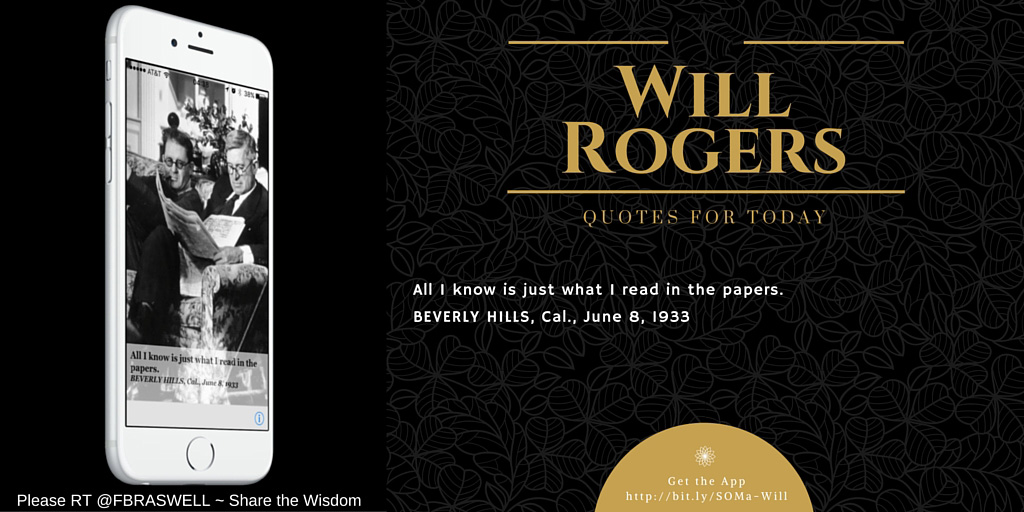 AT&T
38%
All I know is just what I read in the
papers.
BEVERLY HILLS, Cal., June 8, 1933
Please RT @FBRASWELL ~ Share the Wisdom
WILL
ROGERS
QUOTES FOR TODAY
All I know is just what I read in the papers.
BEVERLY HILLS, Cal., June 8, 1933
Get the App
http://bit.ly/SOMa-Will